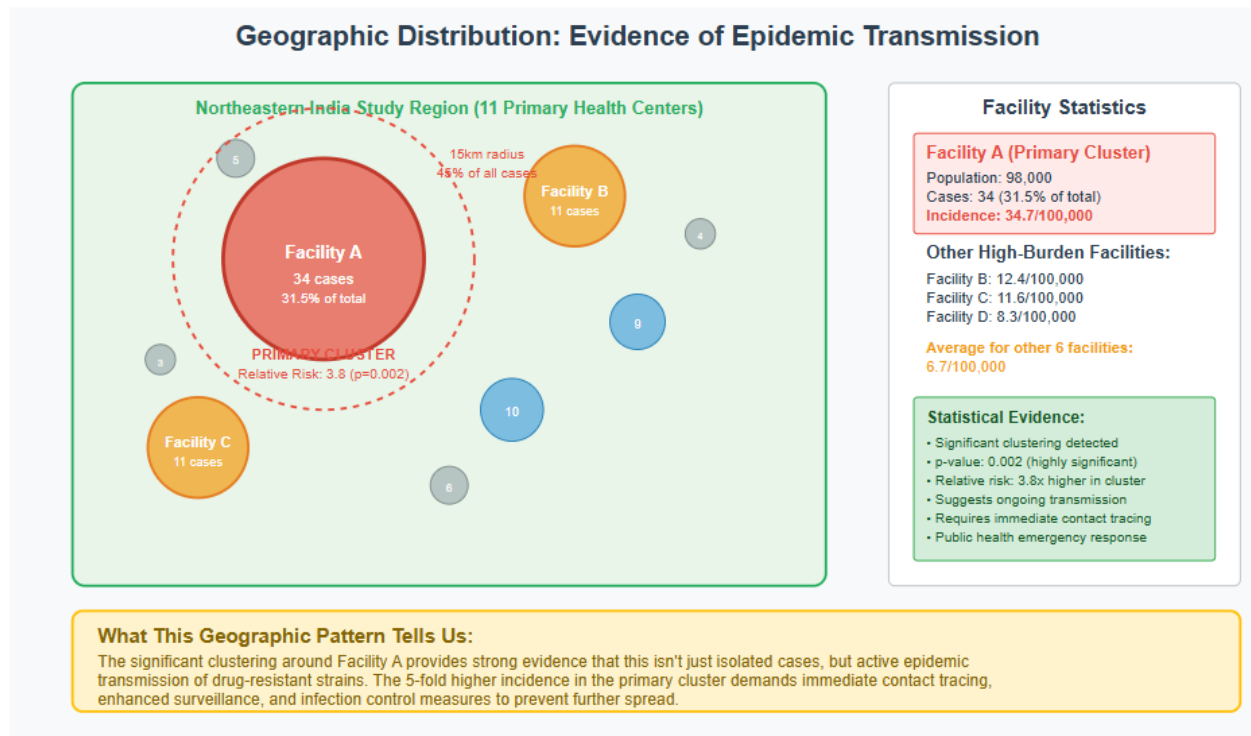 Geographic Distribution: Evidence of Epidemic Transmission
Northeastern India Study Region (11 Primary Health Centers)
5
15km radius
45% of all cases
Facility B
11 cases
4
Facility A
34 cases
31.5% of total
9
PRIMARY CLUSTER
Relative Risk: 3.8 (p=0.002)
3
10
Facility C
11 cases
6
Facility Statistics
Facility A (Primary Cluster)
Population: 98,000
Cases: 34 (31.5% of total)
Incidence: 34.7/100,000
Other High-Burden Facilities:
Facility B: 12.4/100,000
Facility C: 11.6/100,000
Facility D: 8.3/100,000
Average for other 6 facilities:
6.7/100,000
Statistical Evidence:
• Significant clustering detected
• p-value: 0.002 (highly significant)
• Relative risk: 3.8x higher in cluster
• Suggests ongoing transmission
• Requires immediate contact tracing
• Public health emergency response
What This Geographic Pattern Tells Us:
The significant clustering around Facility A provides strong evidence that this isn't just isolated cases, but active epidemic
transmission of drug-resistant strains. The 5-fold higher incidence in the primary cluster demands immediate contact tracing,
enhanced surveillance, and infection control measures to prevent further spread.